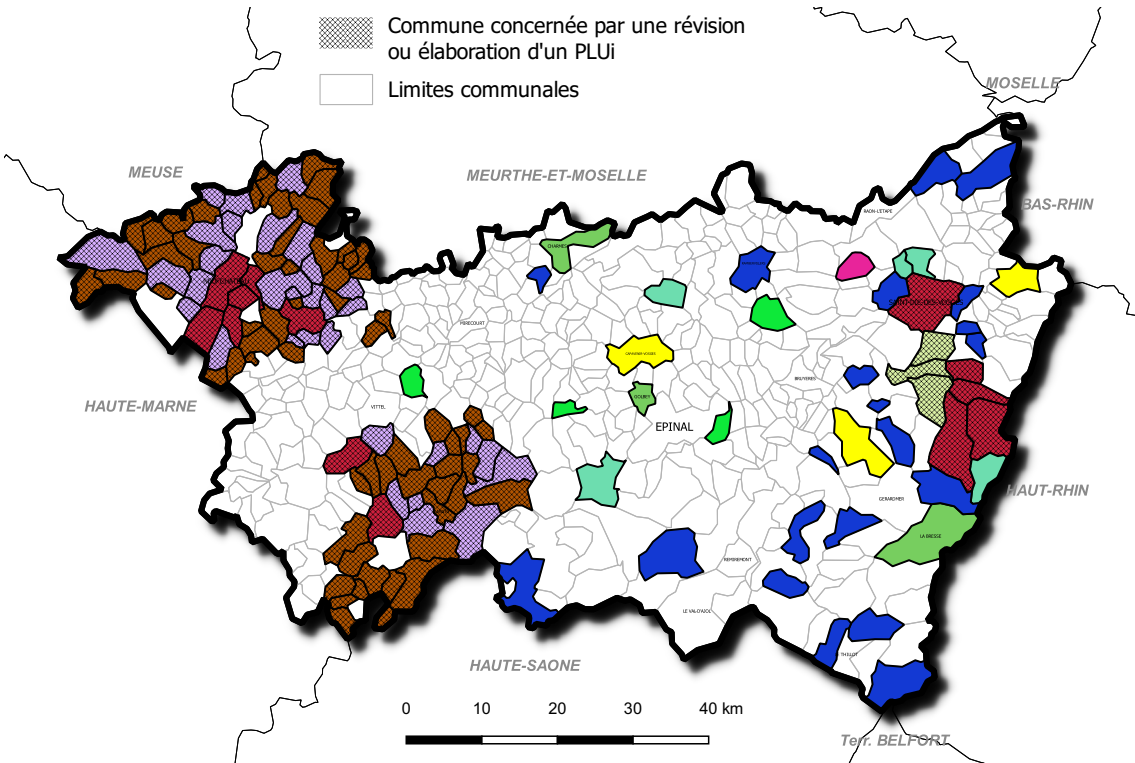 Commune concernée par une révision
ou élaboration d'un PLUi
Limites communales
MOSELLE
MEUSE
MEURTHE-ET-MOSELLE
BAS-RHIN
RAON-L'ETAPE
CHARMES
MIRECOURT
BRUYERES
VITTEL
GOLBEY
EPINAL
HAUTE-MARNE
HAUT-RHIN
GERARDMER
LA BRESSE
REMIREMONT
LE VAL-D'AJOL
THILLOT
HAUTE-SAONE
0 10 20 30 40 km
Terr. BELFORT